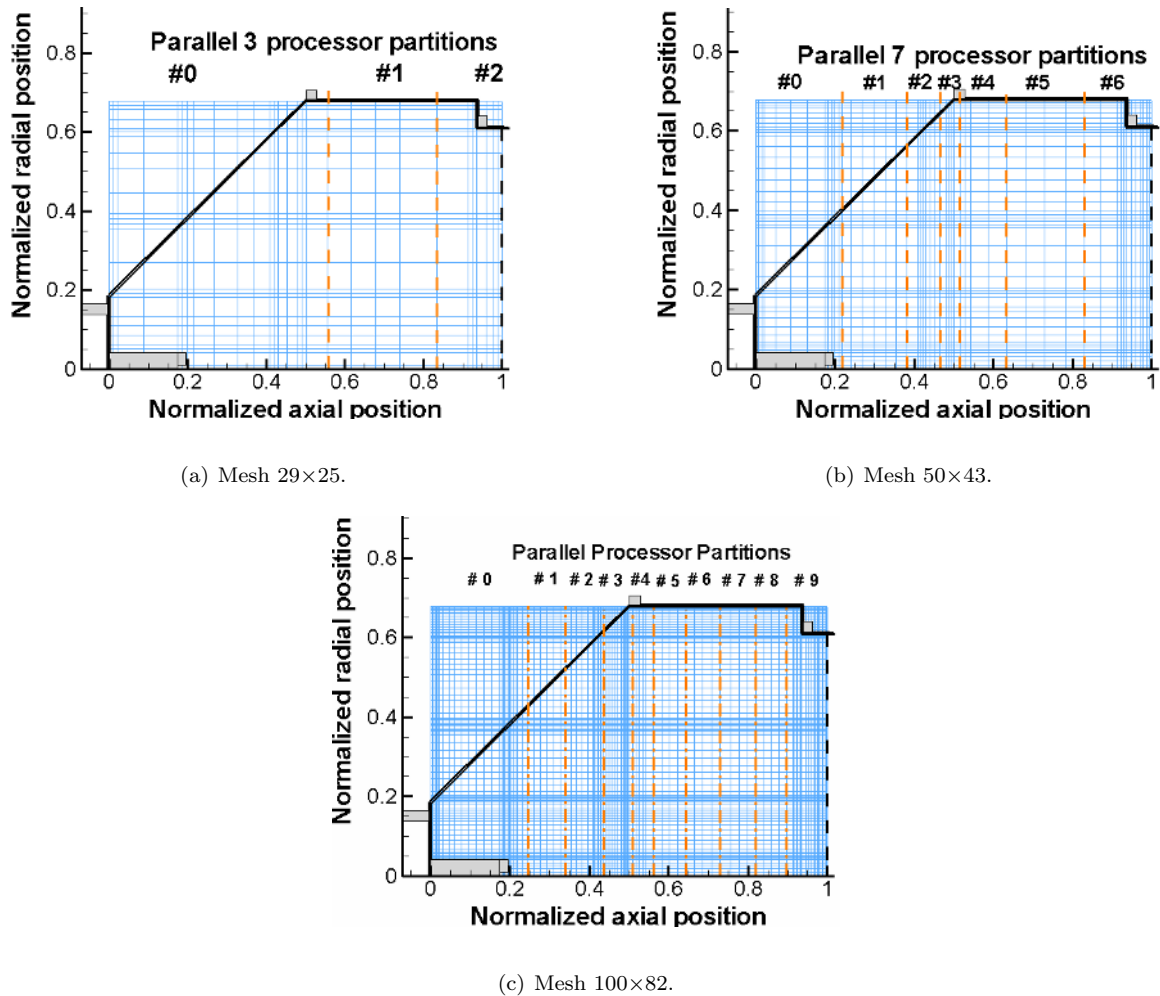 Parallel 3 processor partitions
#0 #1 #2
0.8
0.6
0.4
0.2
0
0 0.2 0.4 0.6 0.8 1
Normalized radial position
Normalized axial position
(a) Mesh 29×25.
Parallel 7 processor partitions
#0 #1 #2 #3 #4 #5 #6
0.8
0.6
0.4
0.2
0
0 0.2 0.4 0.6 0.8 1
Normalized radial position
Normalized axial position
(b) Mesh 50×43.
Parallel Processor Partitions
# 0 # 1 # 2 # 3 #4 # 5 # 6 # 7 # 8 # 9
0.8
0.6
0.4
0.2
0
0 0.2 0.4 0.6 0.8 1
Normalized radial position
Normalized axial position
(c) Mesh 100×82.